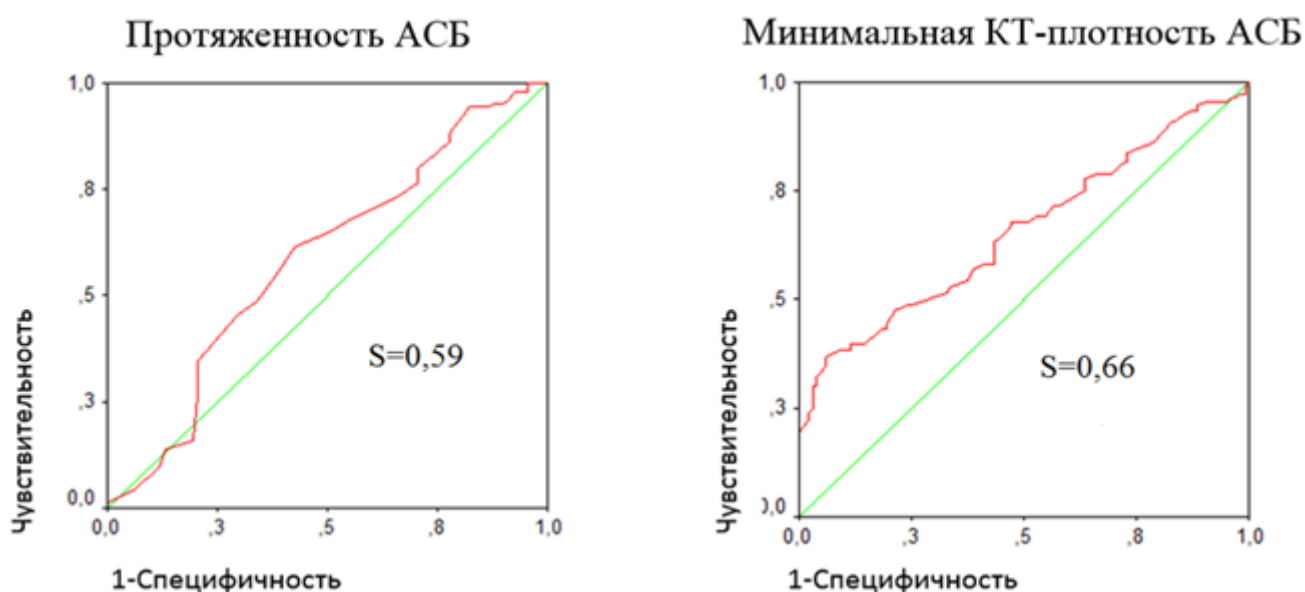 Протяженность АСБ
1,0
,8
,5
,3
0,0
Чувствительность
S=0,59
0,0 ,3 ,5 ,8 1,0
1-Специфичность
Минимальная КТ-плотность АСБ
1,0
,8
,5
,3
0,0
Чувствительность
S=0,66
0,0 ,3 ,5 ,8 1,0
1-Специфичность